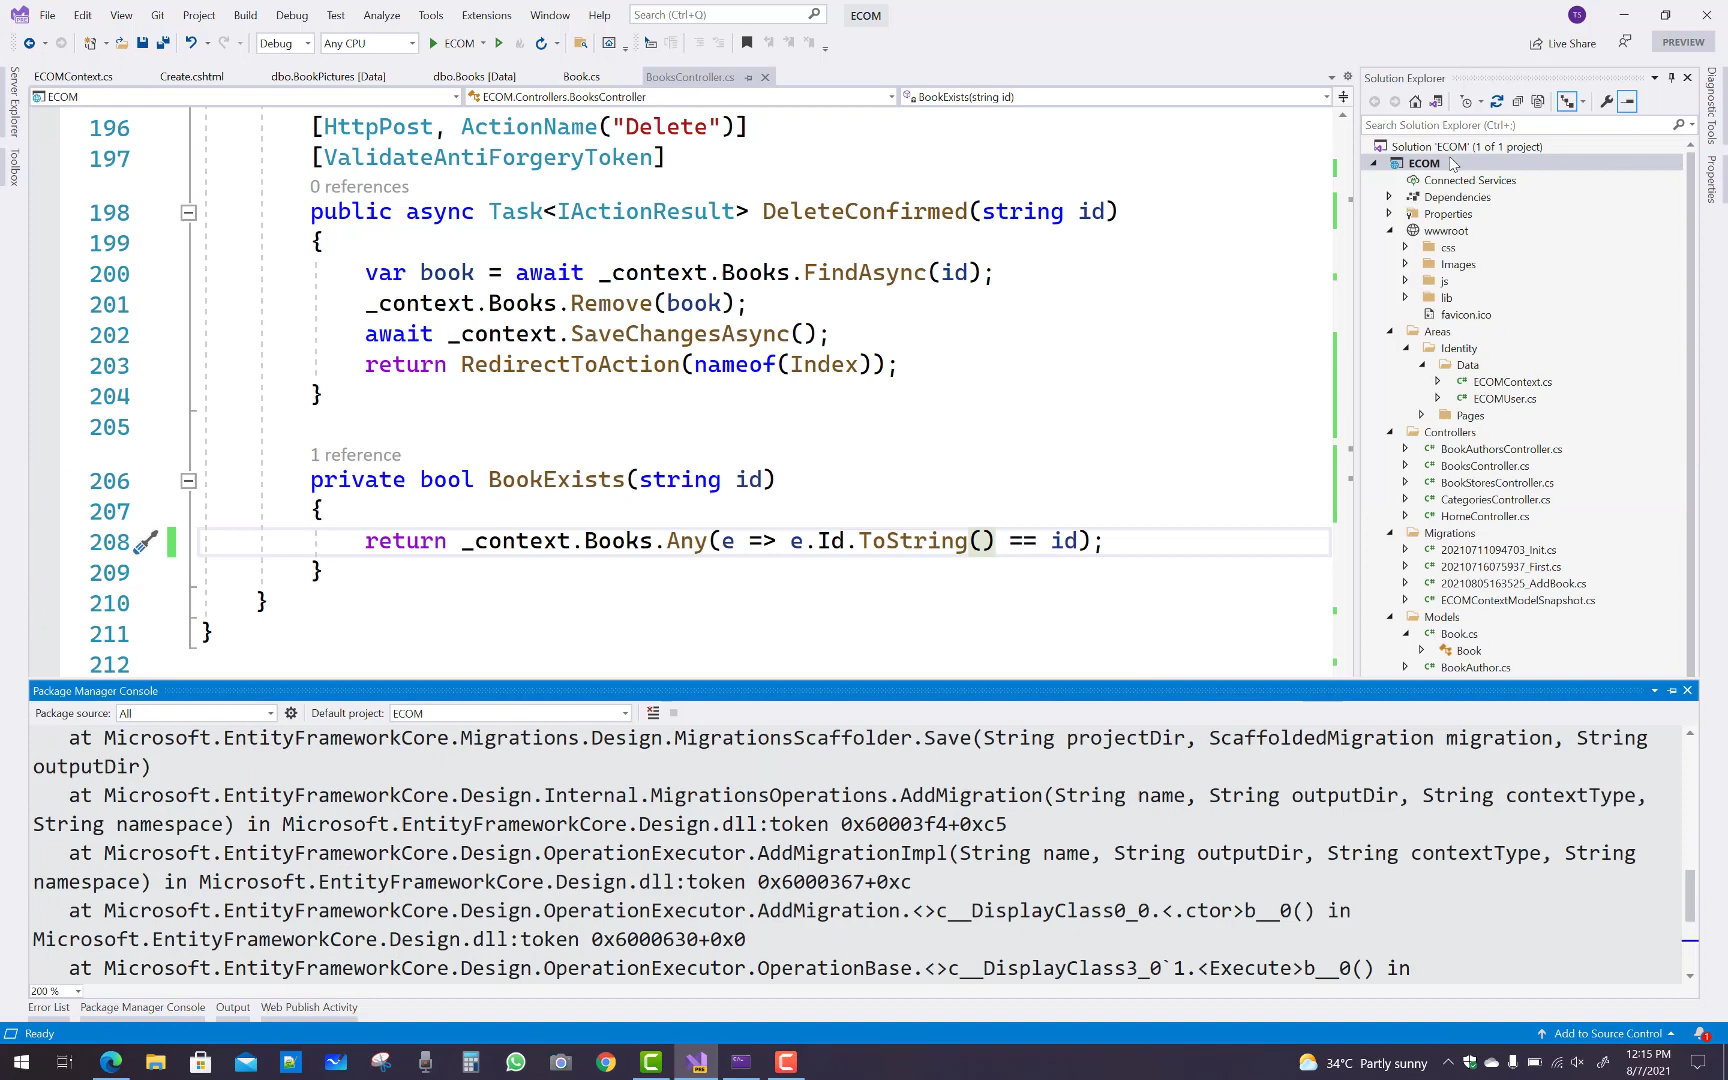 File Edit View Git Project Build Debug Test Analyze Tools Extensions Window Help Search (Ctrl+Q) ECOM TS
Debug Any CPU ECOM Live Share PREVIEW
ECOMContext.cs Create.cshtml dbo.BookPictures [Data] dbo.Books [Data] Book.cs BooksController.cs
ECOM ECOM.Controllers.BooksController BookExists(string id)
Server Explorer
Toolbox
196 [HttpPost, ActionName("Delete")]
197 [ValidateAntiForgeryToken]
0 references
198 public async Task<IActionResult> DeleteConfirmed(string id)
199 {
200 var book = await _context.Books.FindAsync(id);
201 _context.Books.Remove(book);
202 await _context.SaveChangesAsync();
203 return RedirectToAction(nameof(Index));
204 }
205
1 reference
206 private bool BookExists(string id)
207 {
208 return _context.Books.Any(e => e.Id.ToString() == id);
209 }
210 }
211 }
212
Solution Explorer
Search Solution Explorer (Ctrl+;)
Solution 'ECOM' (1 of 1 project)
ECOM
Connected Services
Dependencies
Properties
wwwroot
css
Images
js
lib
favicon.ico
Areas
Identity
Data
ECOMContext.cs
ECOMUser.cs
Pages
Controllers
BookAuthorsController.cs
BooksController.cs
BookStoresController.cs
CategoriesController.cs
HomeController.cs
Migrations
20210711094703_Init.cs
20210716075937_First.cs
20210805163525_AddBook.cs
ECOMContextModelSnapshot.cs
Models
Book.cs
Book
BookAuthor.cs
Diagnostic Tools
Properties
Package Manager Console
Package source: All Default project: ECOM
at Microsoft.EntityFrameworkCore.Migrations.Design.MigrationsScaffolder.Save(String projectDir, ScaffoldedMigration migration, String
outputDir)
at Microsoft.EntityFrameworkCore.Design.Internal.MigrationsOperations.AddMigration(String name, String outputDir, String contextType,
String namespace) in Microsoft.EntityFrameworkCore.Design.dll:token 0x60003f4+0xc5
at Microsoft.EntityFrameworkCore.Design.OperationExecutor.AddMigrationImpl(String name, String outputDir, String contextType, String
namespace) in Microsoft.EntityFrameworkCore.Design.dll:token 0x6000367+0xc
at Microsoft.EntityFrameworkCore.Design.OperationExecutor.AddMigration.<>c__DisplayClass0_0.<.ctor>b__0() in
Microsoft.EntityFrameworkCore.Design.dll:token 0x6000630+0x0
at Microsoft.EntityFrameworkCore.Design.OperationExecutor.OperationBase.<>c__DisplayClass3_0`1.<Execute>b__0() in
200 %
Error List Package Manager Console Output Web Publish Activity
Ready Add to Source Control 1
34°C Partly sunny 12:15 PM
8/7/2021